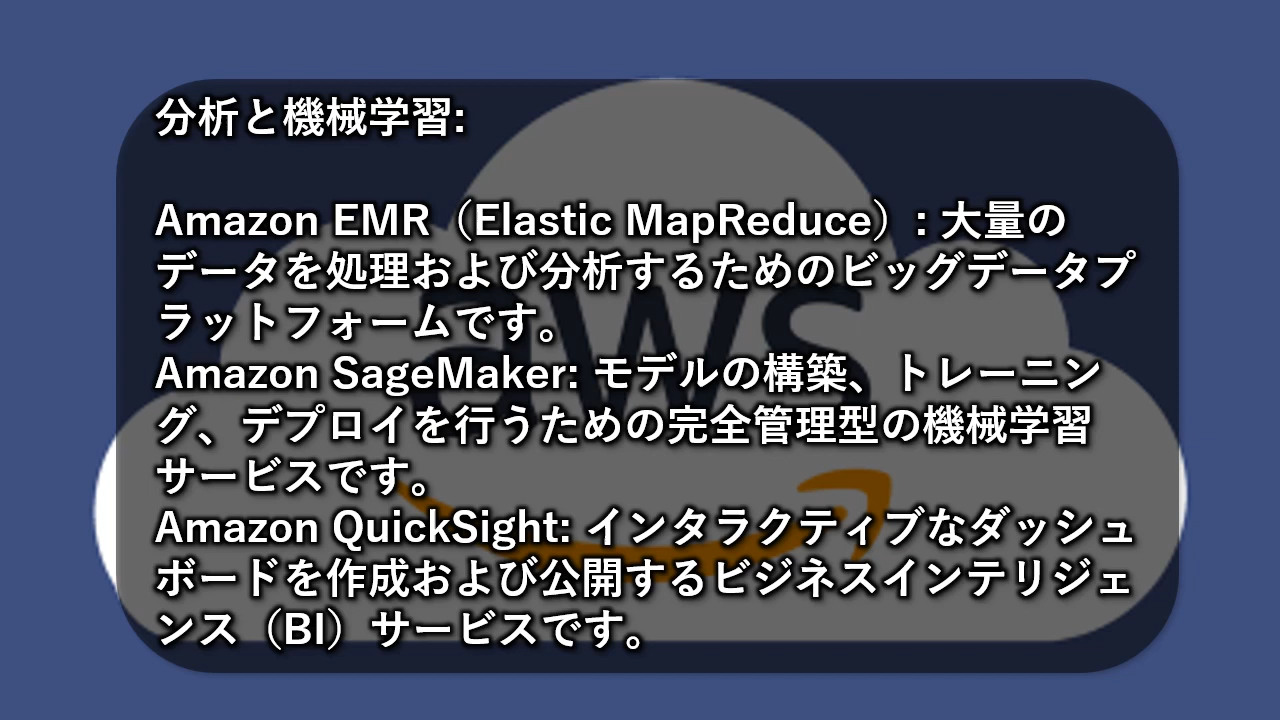 分析と機械学習:
Amazon EMR（Elastic MapReduce）: 大量の
データを処理および分析するためのビッグデータプ
ラットフォームです。
Amazon SageMaker: モデルの構築、トレーニン
グ、デプロイを行うための完全管理型の機械学習
サービスです。
Amazon QuickSight: インタラクティブなダッシュ
ボードを作成および公開するビジネスインテリジェ
ンス（BI）サービスです。
aws